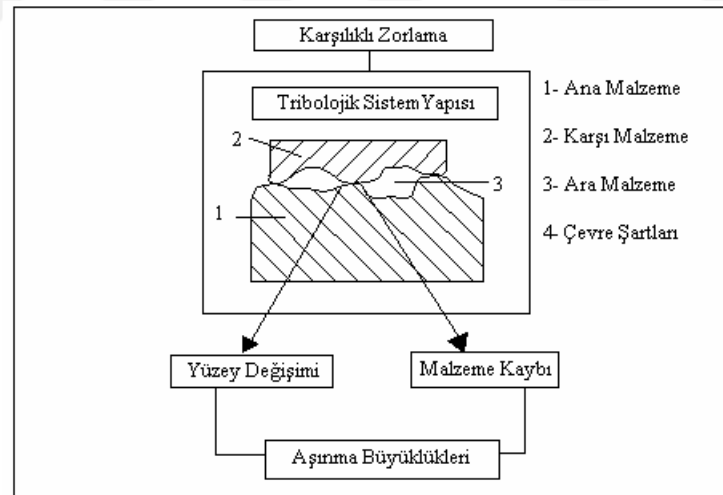 Karşılıklı Zorlama
Tribolojik Sistem Yapısı
1- Ana Malzeme
2- Karşı Malzeme
3- Ara Malzeme
4- Çevre Şartları
2
3
1
Yüzey Değişimi
Malzeme Kaybı
Aşınma Büyüklükleri